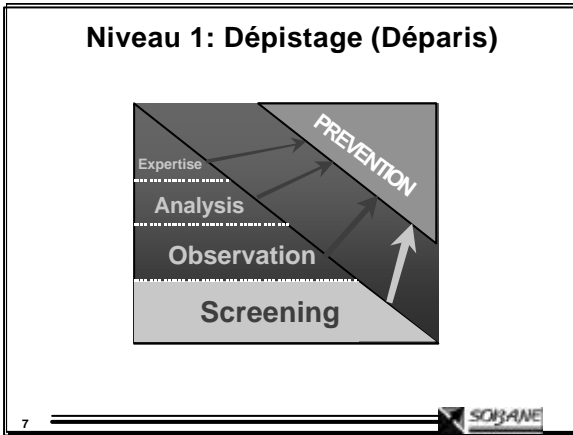 Niveau 1: Dépistage (Déparis)
PREVENTION
Expertise
Analysis
Observation
Screening
7
SOBANE